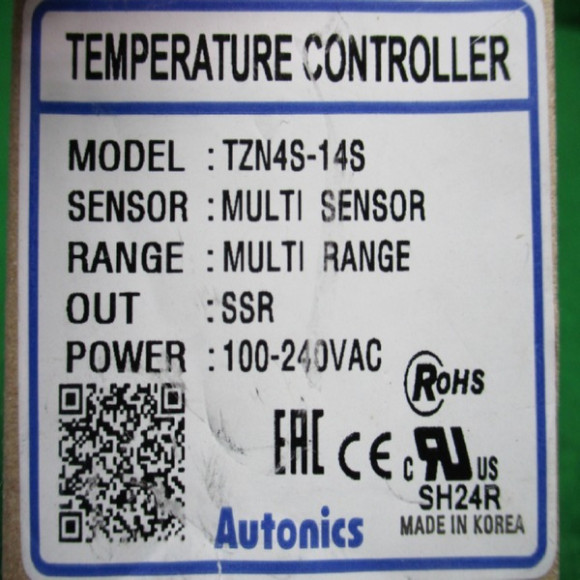 TEMPERATURE CONTROLLER
MODEL : TZN4S-14S
SENSOR : MULTI SENSOR
RANGE : MULTI RANGE
OUT : SSR
POWER : 100-240VAC
RoHS
EAC CE c RU US
SH24R
Autonics MADE IN KOREA